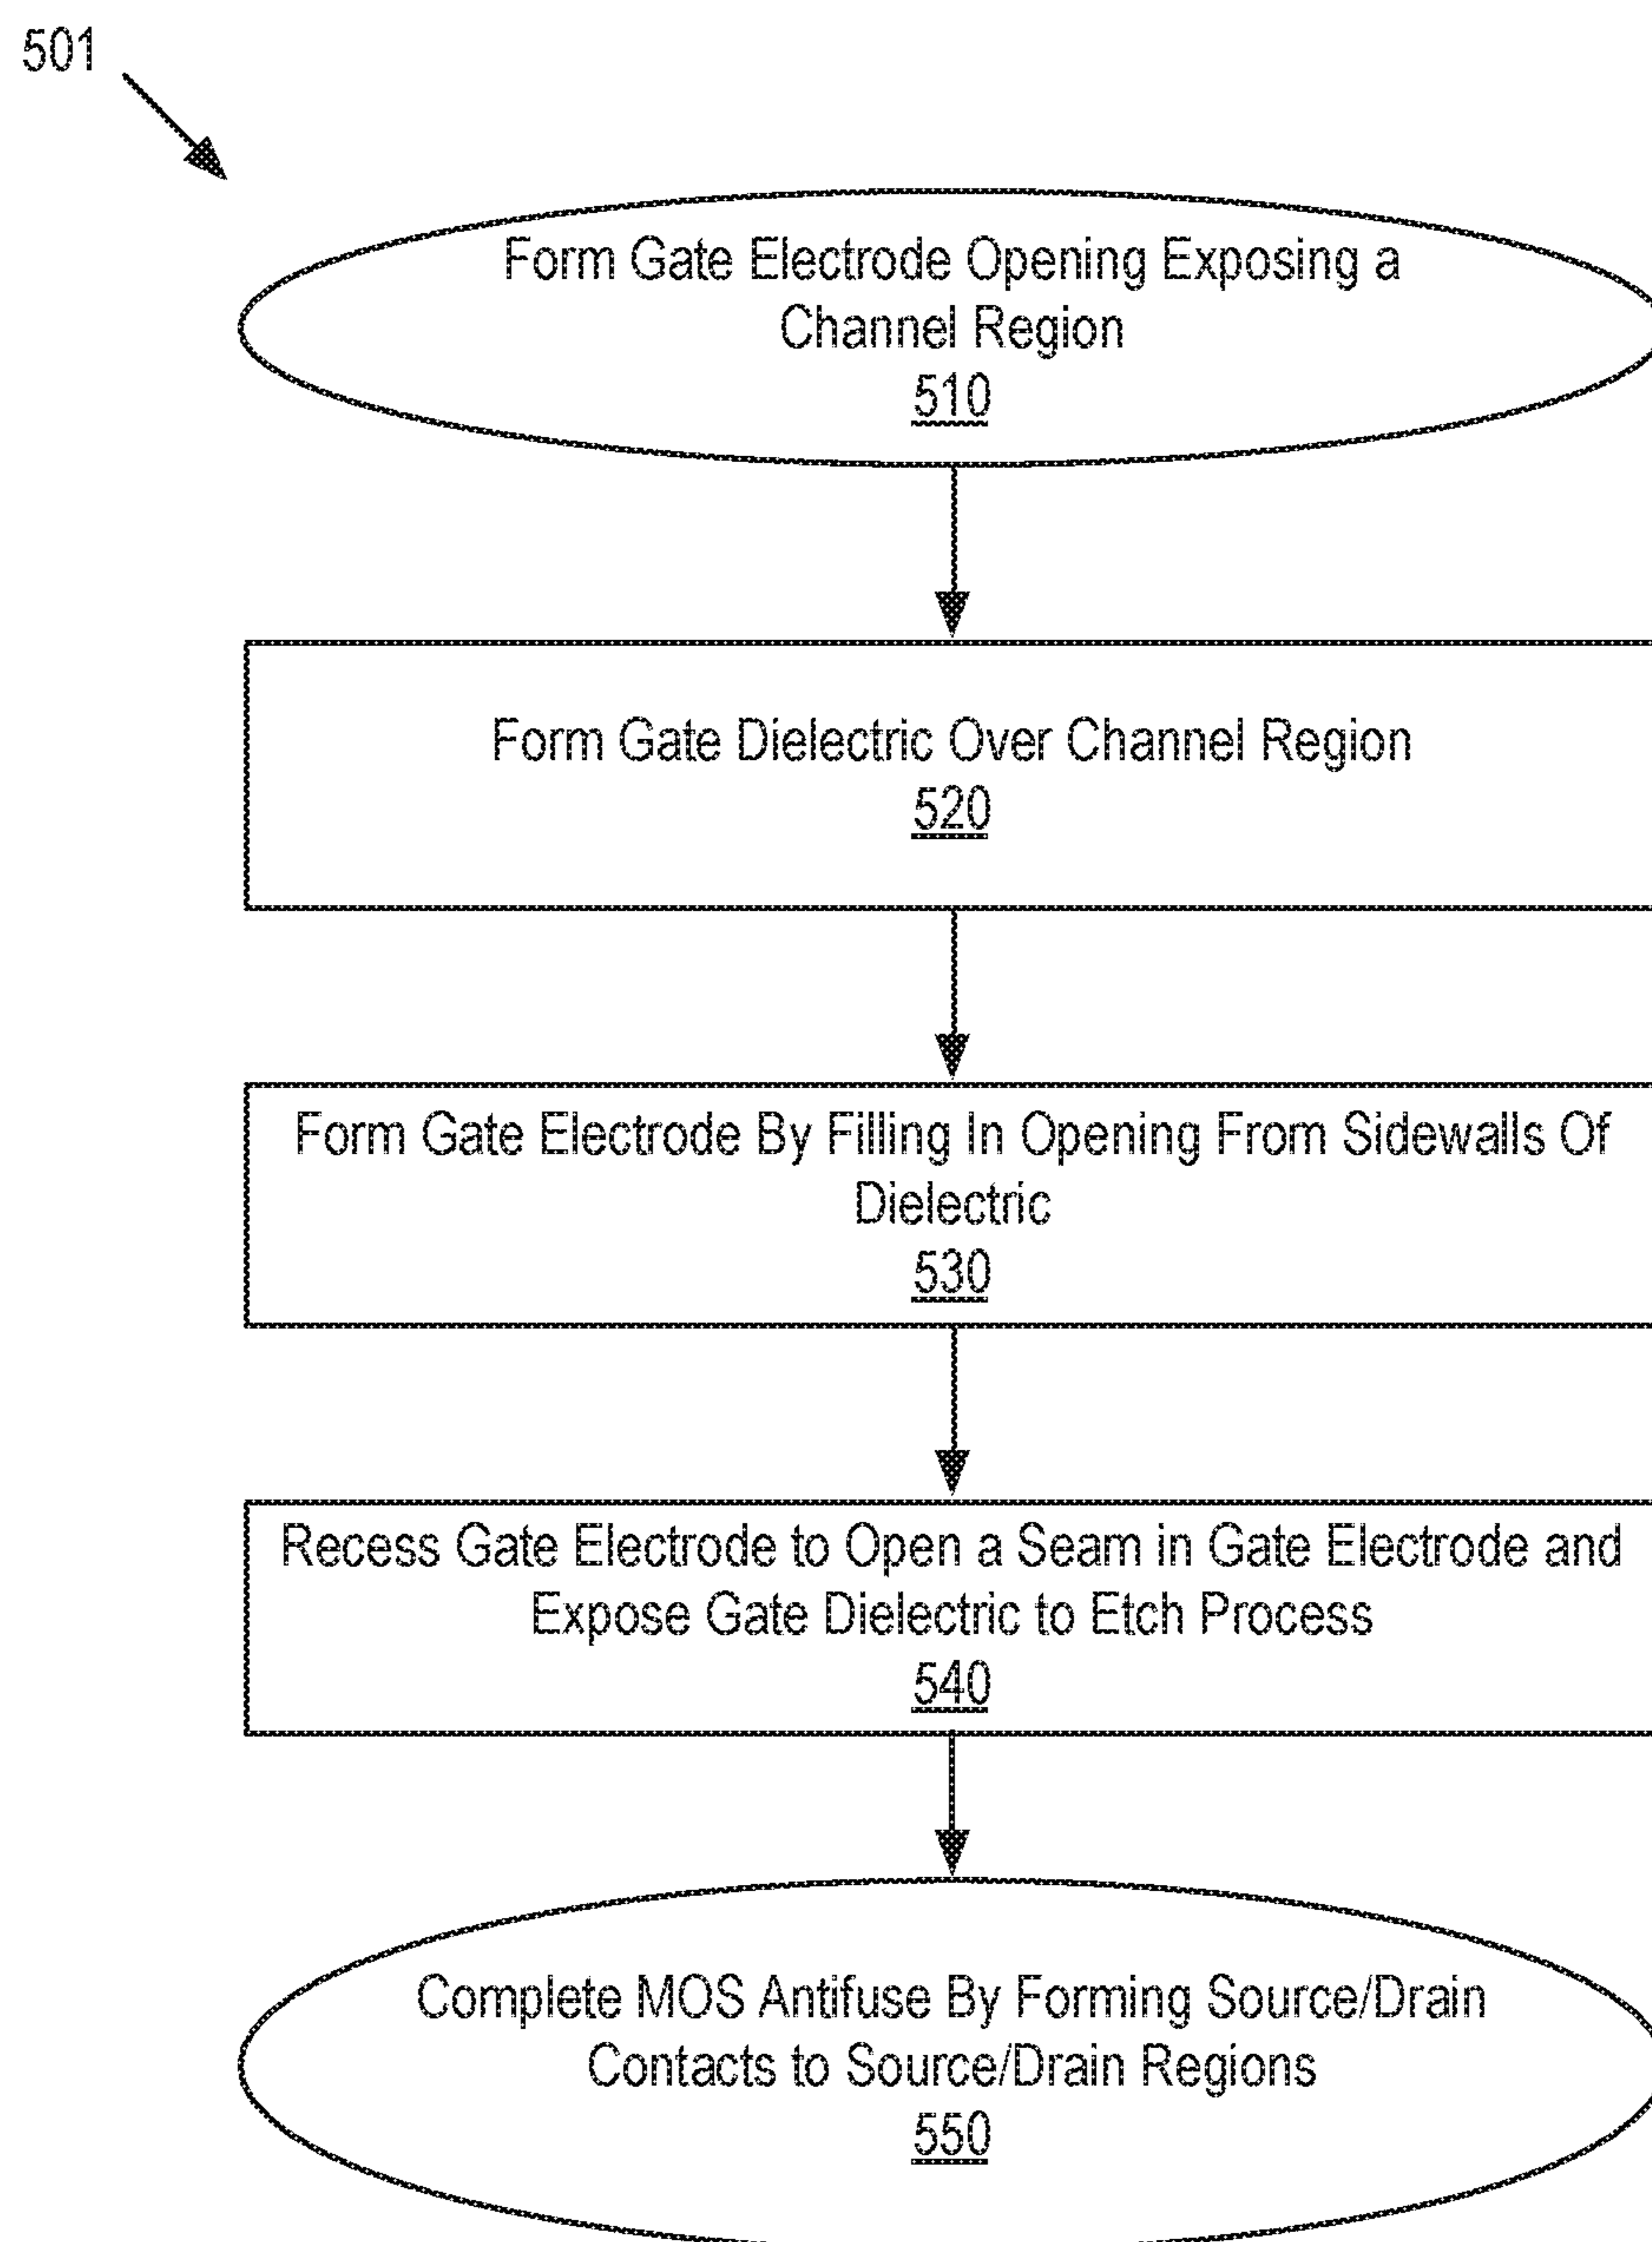 501
Form Gate Electrode Opening Exposing a
Channel Region
510
Form Gate Dielectric Over Channel Region
520
Form Gate Electrode By Filling In Opening From Sidewalls Of
Dielectric
530
Recess Gate Electrode to Open a Seam in Gate Electrode and
Expose Gate Dielectric to Etch Process
540
Complete MOS Antifuse By Forming Source/Drain
Contacts to Source/Drain Regions
550